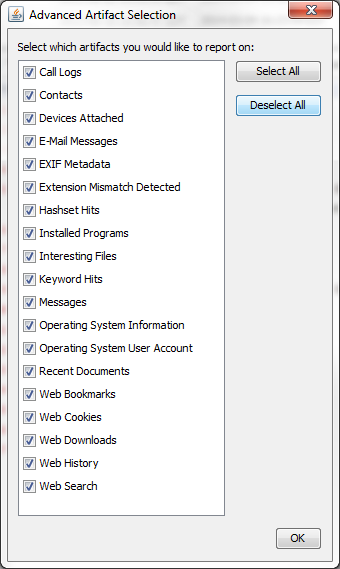 Advanced Artifact Selection
Select which artifacts you would like to report on:
Call Logs
Contacts
Devices Attached
E-Mail Messages
EXIF Metadata
Extension Mismatch Detected
Hashset Hits
Installed Programs
Interesting Files
Keyword Hits
Messages
Operating System Information
Operating System User Account
Recent Documents
Web Bookmarks
Web Cookies
Web Downloads
Web History
Web Search
Select All
Deselect All
OK